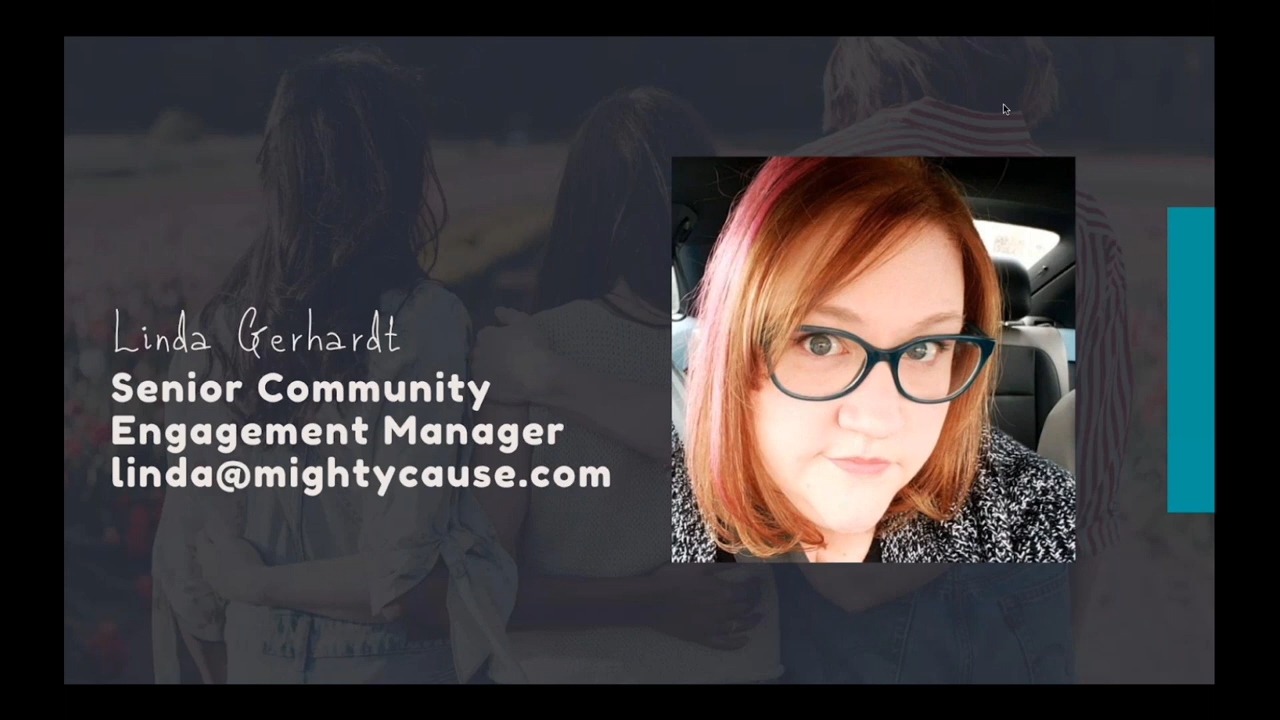 Linda Gerhardt
Senior Community
Engagement Manager
linda@mightycause.com